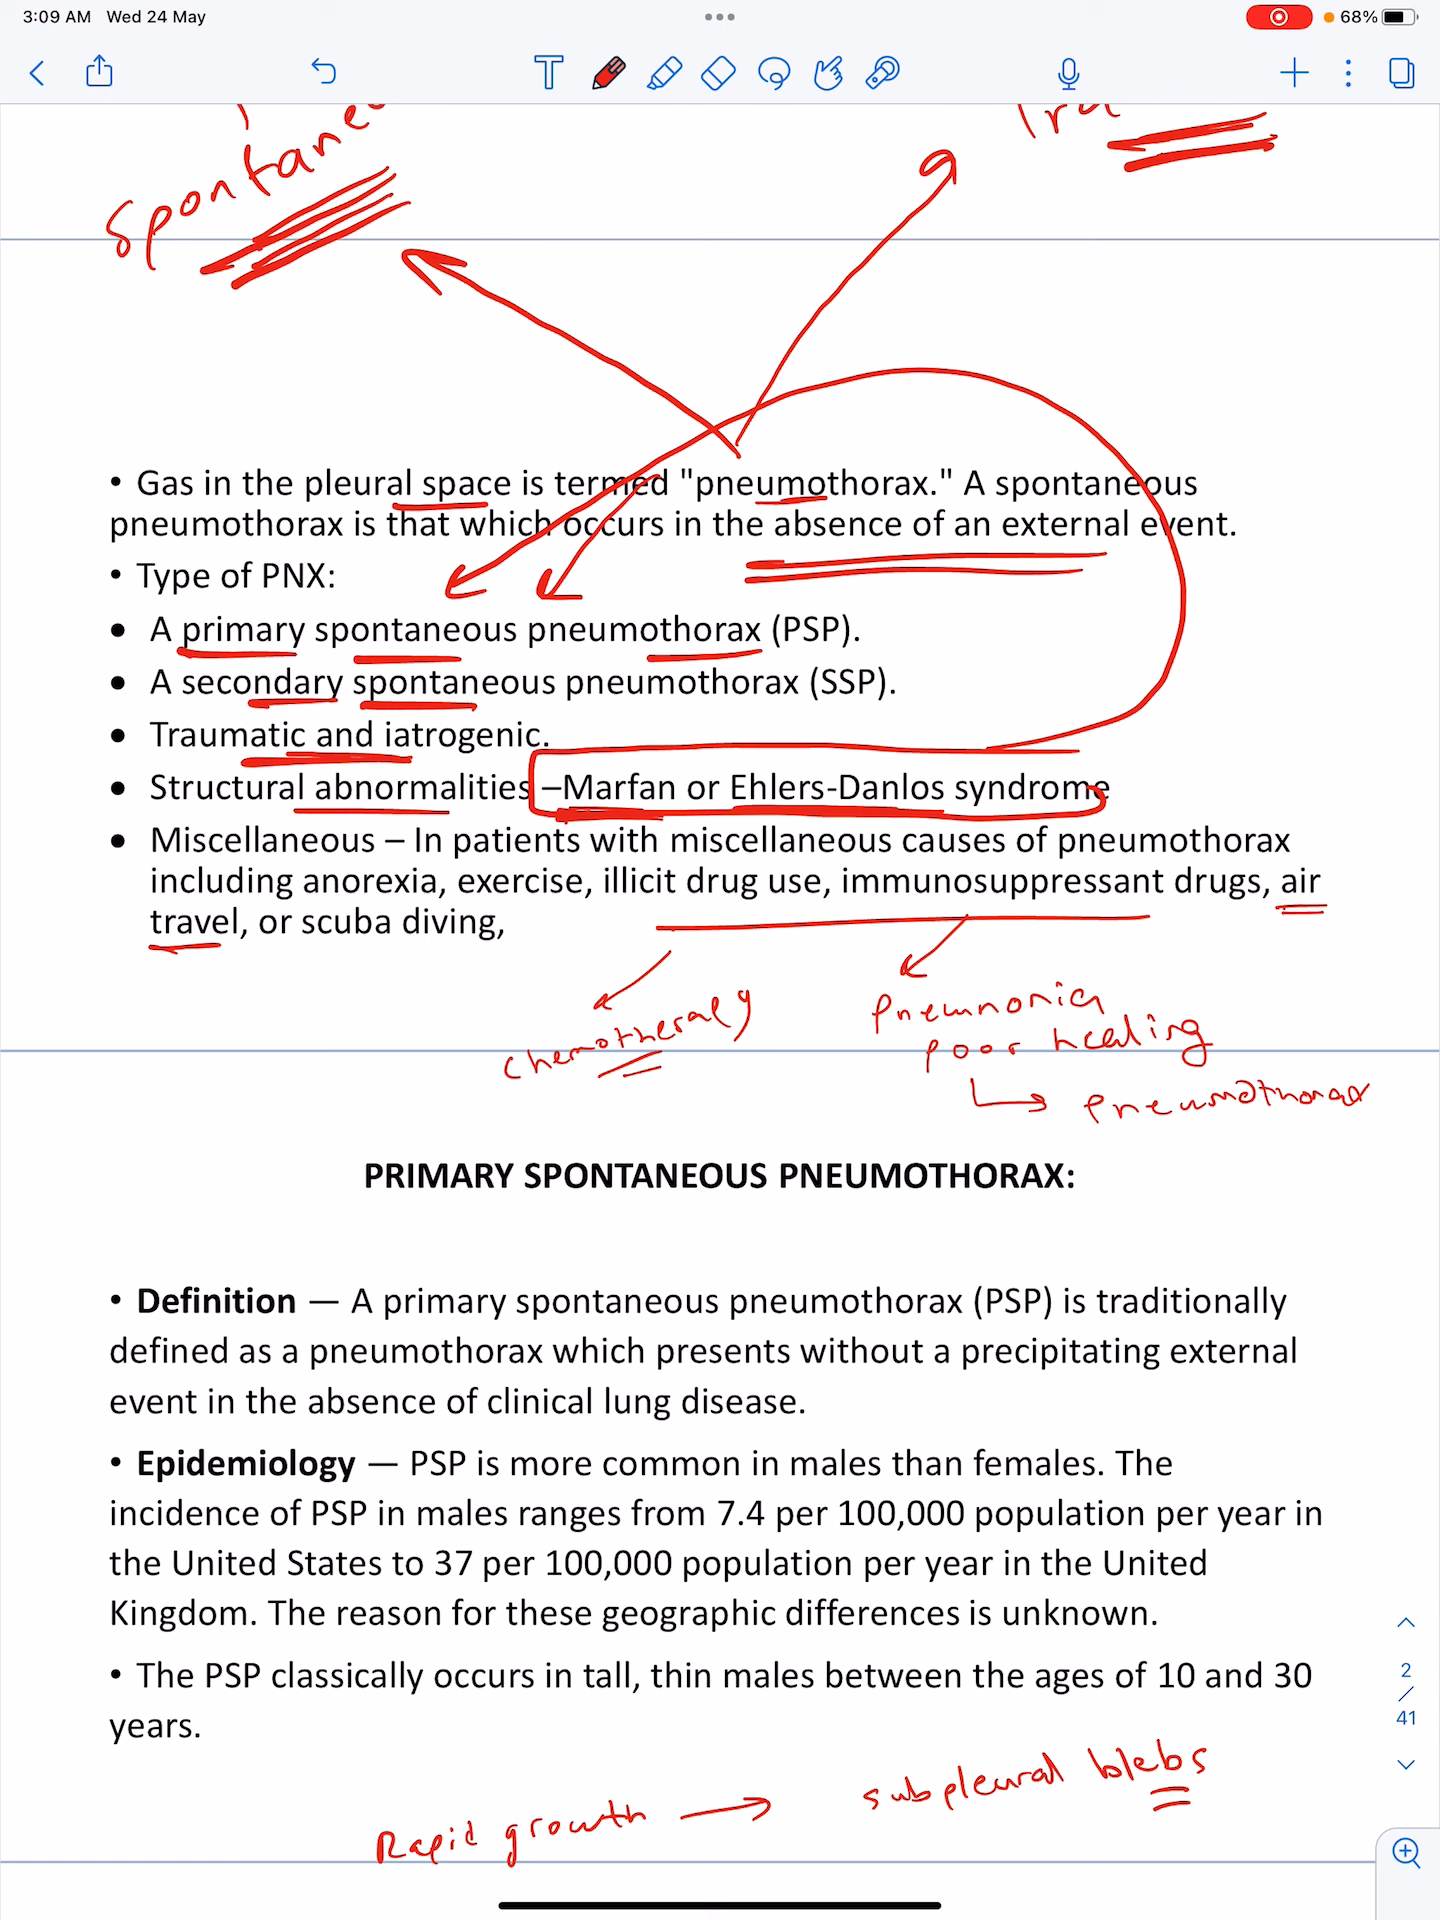 3:09 AM Wed 24 May
68%
Spontane
Tra
• Gas in the pleural space is termed "pneumothorax." A spontaneous
pneumothorax is that which occurs in the absence of an external event.
• Type of PNX:
• A primary spontaneous pneumothorax (PSP).
• A secondary spontaneous pneumothorax (SSP).
• Traumatic and iatrogenic.
• Structural abnormalities –Marfan or Ehlers-Danlos syndrome
• Miscellaneous – In patients with miscellaneous causes of pneumothorax
including anorexia, exercise, illicit drug use, immunosuppressant drugs, air
travel, or scuba diving,
chemotherapy
Pneumonia
poor healing
pneumothorax
PRIMARY SPONTANEOUS PNEUMOTHORAX:
• Definition — A primary spontaneous pneumothorax (PSP) is traditionally
defined as a pneumothorax which presents without a precipitating external
event in the absence of clinical lung disease.
• Epidemiology — PSP is more common in males than females. The
incidence of PSP in males ranges from 7.4 per 100,000 population per year in
the United States to 37 per 100,000 population per year in the United
Kingdom. The reason for these geographic differences is unknown.
• The PSP classically occurs in tall, thin males between the ages of 10 and 30
years.
Rapid growth → subpleural blebs
2
/
41